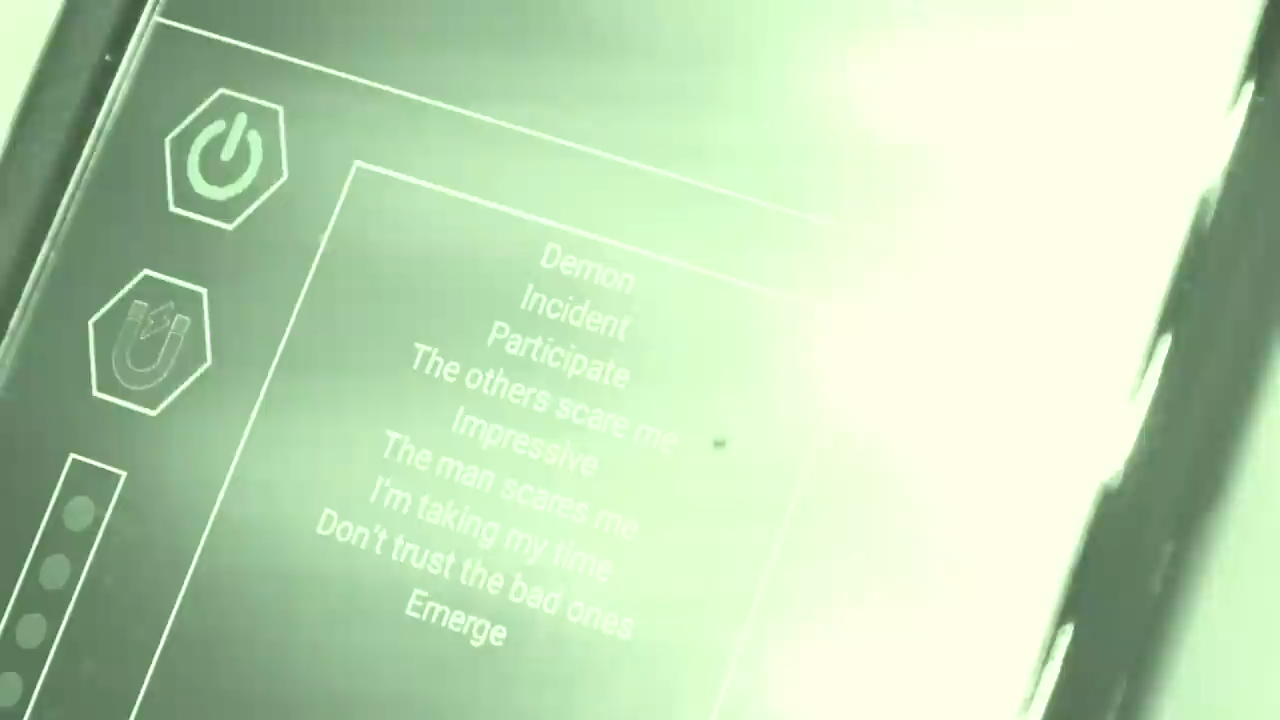 Demon
Incident
Participate
The others scare me
Impressive
The man scares me
I'm taking my time
Don't trust the bad ones
Emerge